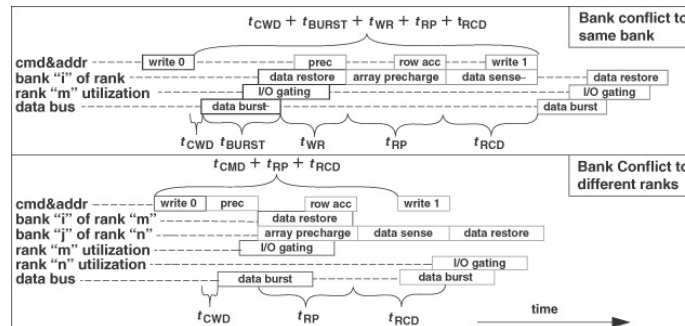 tCWD + tBURST + tWR + tRP + tRCD
Bank conflict to
same bank
cmd&addr write 0 prec row acc write 1
bank “i” of rank data restore array precharge data sense data restore
rank “m” utilization I/O gating I/O gating
data bus data burst data burst
tCWD tBURST tWR tRP tRCD
tCMD + tRP + tRCD
Bank Conflict to
different ranks
cmd&addr write 0 prec row acc write 1
bank “i” of rank “m” data restore
bank “j” of rank “n” array precharge data sense data restore
rank “m” utilization I/O gating
rank “n” utilization I/O gating
data bus data burst data burst
tCWD tRP tRCD time